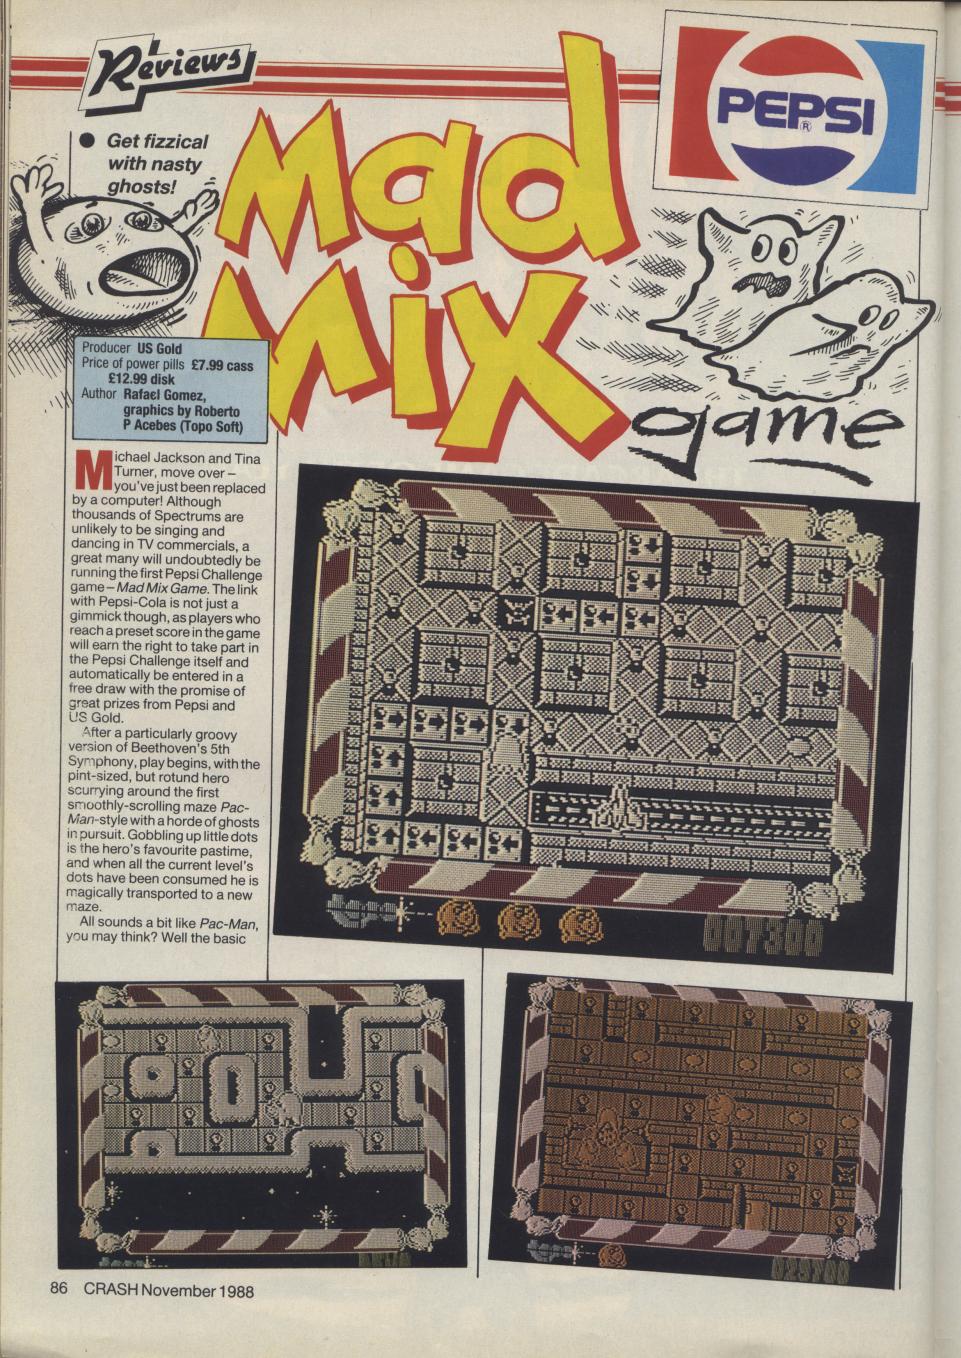 Reviews
PEPSI
®
● Get fizzical
with nasty
ghosts!
Mad
Mix
game
Producer US Gold
Price of power pills £7.99 cass
£12.99 disk
Author Rafael Gomez,
graphics by Roberto
P Acebes (Topo Soft)
Michael Jackson and Tina
Turner, move over –
you've just been replaced
by a computer! Although
thousands of Spectrums are
unlikely to be singing and
dancing in TV commercials, a
great many will undoubtedly be
running the first Pepsi Challenge
game – Mad Mix Game. The link
with Pepsi-Cola is not just a
gimmick though, as players who
reach a preset score in the game
will earn the right to take part in
the Pepsi Challenge itself and
automatically be entered in a
free draw with the promise of
great prizes from Pepsi and
US Gold.
After a particularly groovy
version of Beethoven's 5th
Symphony, play begins, with the
pint-sized, but rotund hero
scurrying around the first
smoothly-scrolling maze Pac-
Man-style with a horde of ghosts
in pursuit. Gobbling up little dots
is the hero's favourite pastime,
and when all the current level's
dots have been consumed he is
magically transported to a new
maze.
All sounds a bit like Pac-Man,
you may think? Well the basic
007300
86 CRASH November 1988